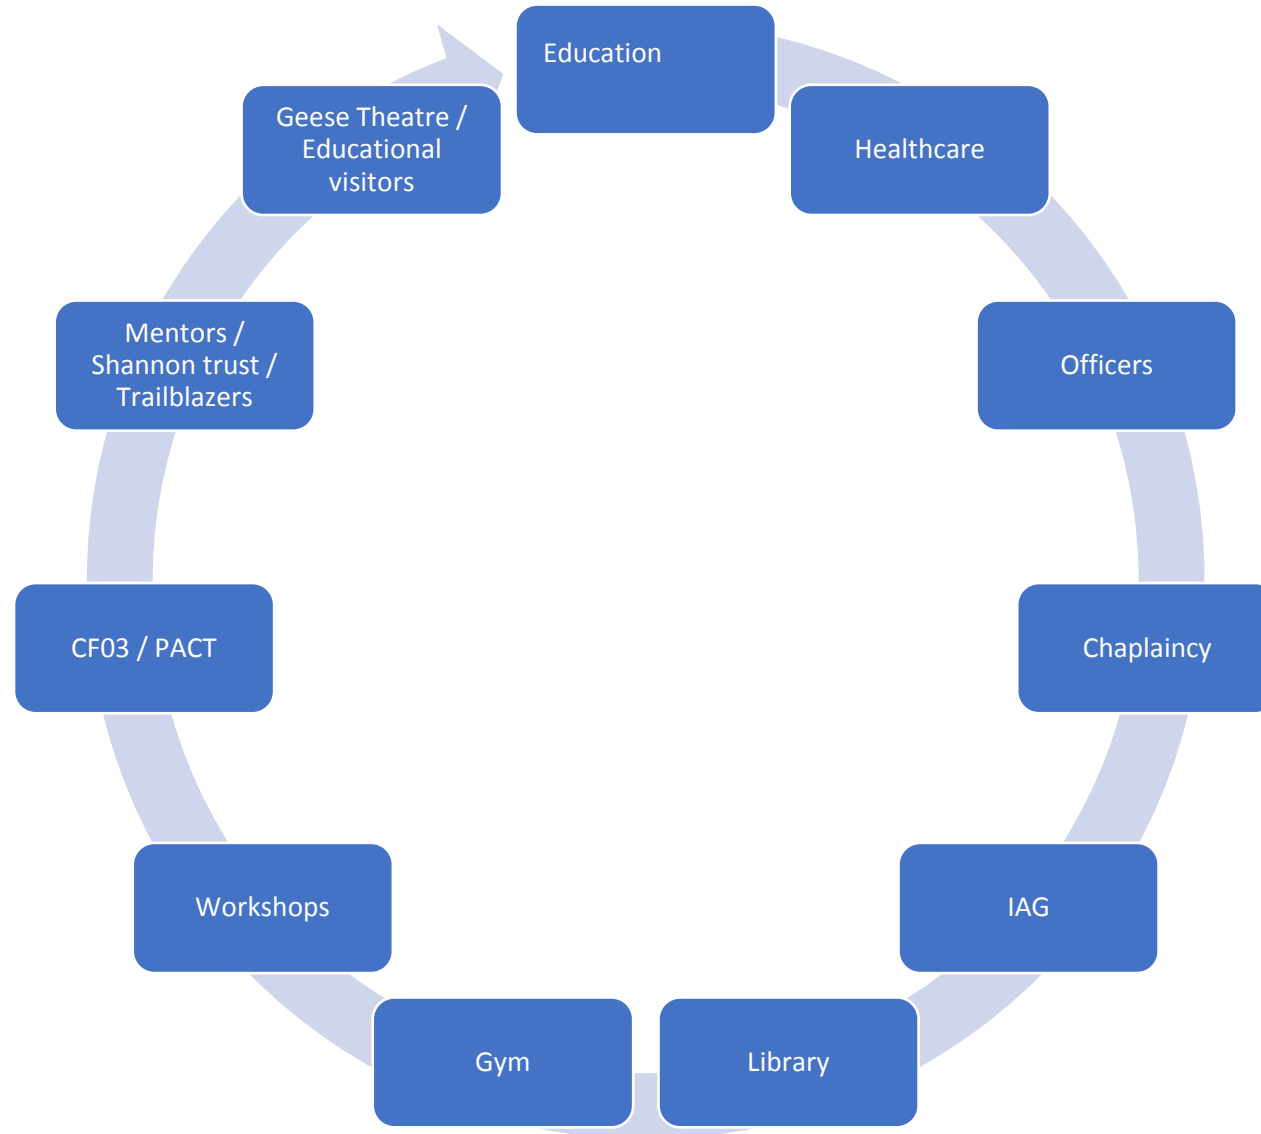 Education
Healthcare
Officers
Chaplaincy
IAG
Library
Gym
Workshops
CF03 / PACT
Mentors /
Shannon trust /
Trailblazers
Geese Theatre /
Educational
visitors